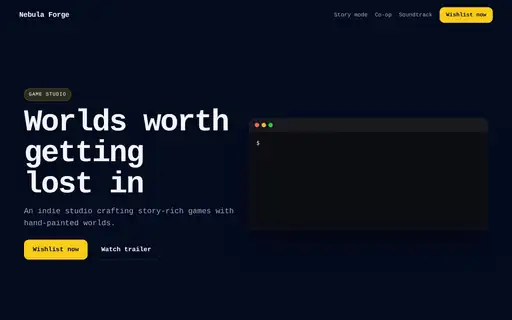 Nebula Forge
Story mode Co-op Soundtrack Wishlist now
GAME STUDIO
Worlds worth
getting
lost in
An indie studio crafting story-rich games with
hand-painted worlds.
Wishlist now Watch trailer
$